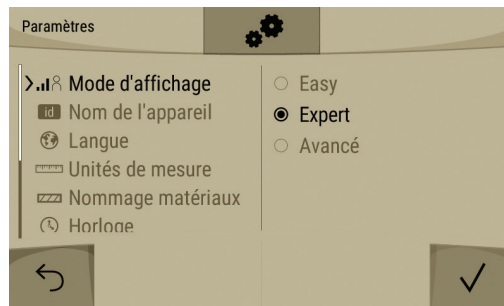 Paramètres
Mode d'affichage
id Nom de l'appareil
Langue
Unités de mesure
Nommage matériaux
Horloge
Easy
Expert
Avancé